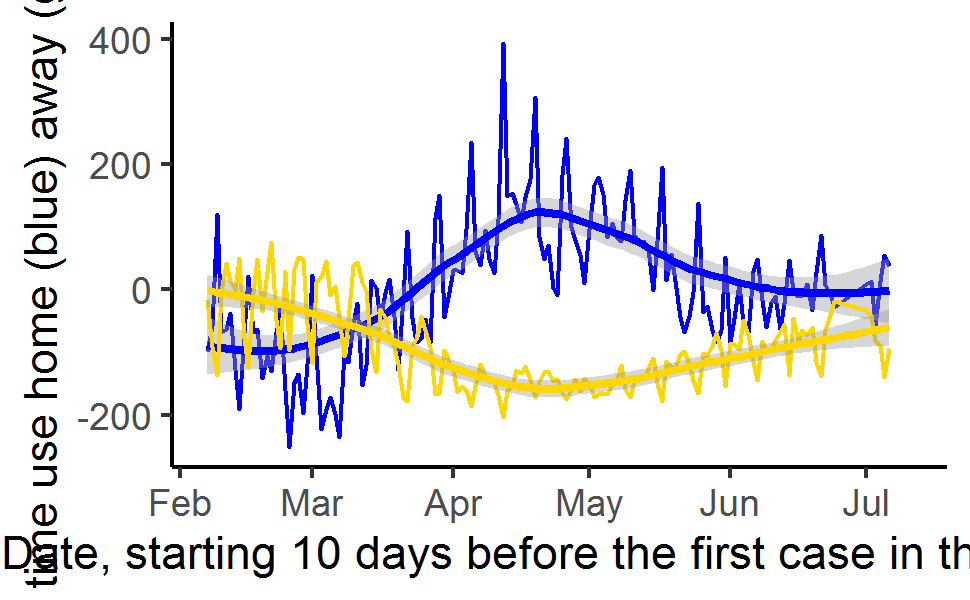 time use home (blue) away (
400
200
0
-200
Feb Mar Apr May Jun Jul
Date, starting 10 days before the first case in th